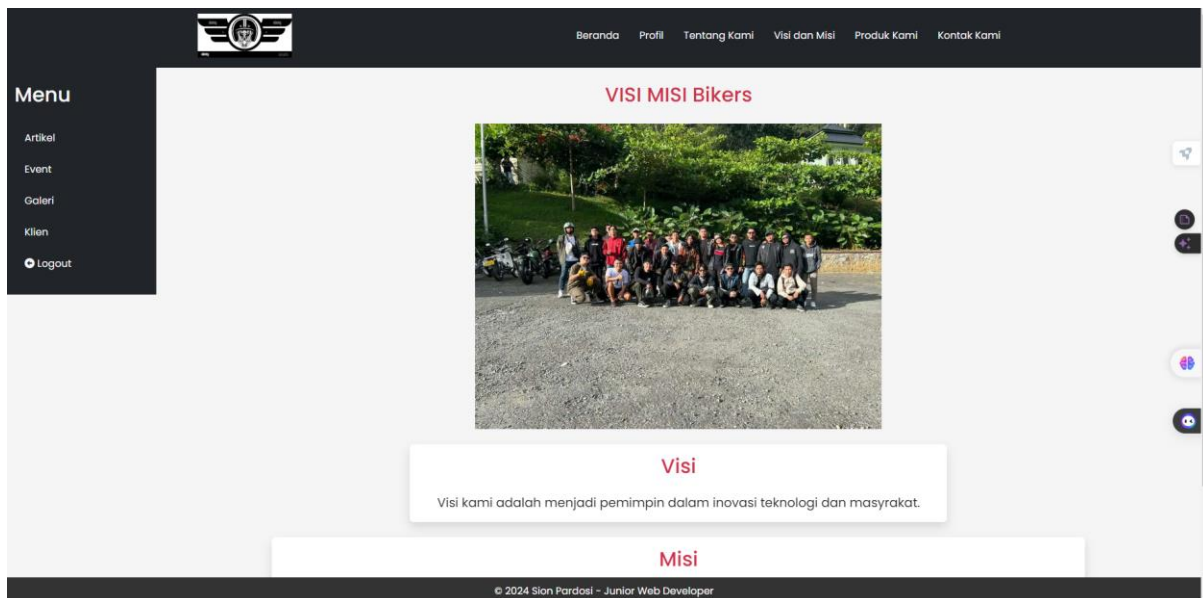 Beranda Profil Tentang Kami Visi dan Misi Produk Kami Kontak Kami
Menu
Artikel
Event
Galeri
Klien
Logout
VISI MISI Bikers
Visi
Visi kami adalah menjadi pemimpin dalam inovasi teknologi dan masyrakat.
Misi
© 2024 Sion Pardosi - Junior Web Developer